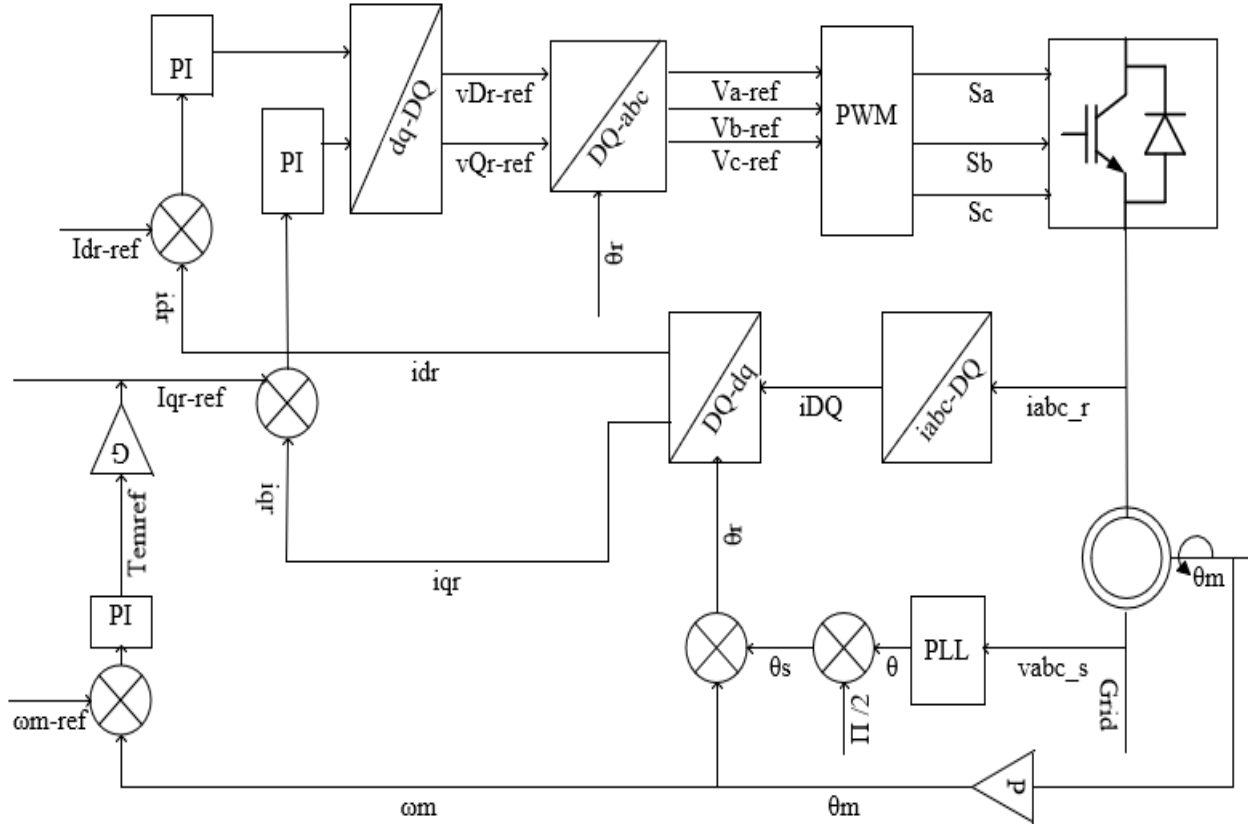 PI
dq-DQ
vDr-ref
vQr-ref
DQ-abc
Va-ref
Vb-ref
Vc-ref
PWM
Sa
Sb
Sc
PI
Idr-ref
idr
θr
idr
DQ-dq
iDQ
iabc-DQ
iabc_r
Iqr-ref
G
iqr
iqr
Temref
θr
θm
PI
θs
θ
PLL
vabc_s
Grid
Π /2
ωm-ref
ωm
θm
P